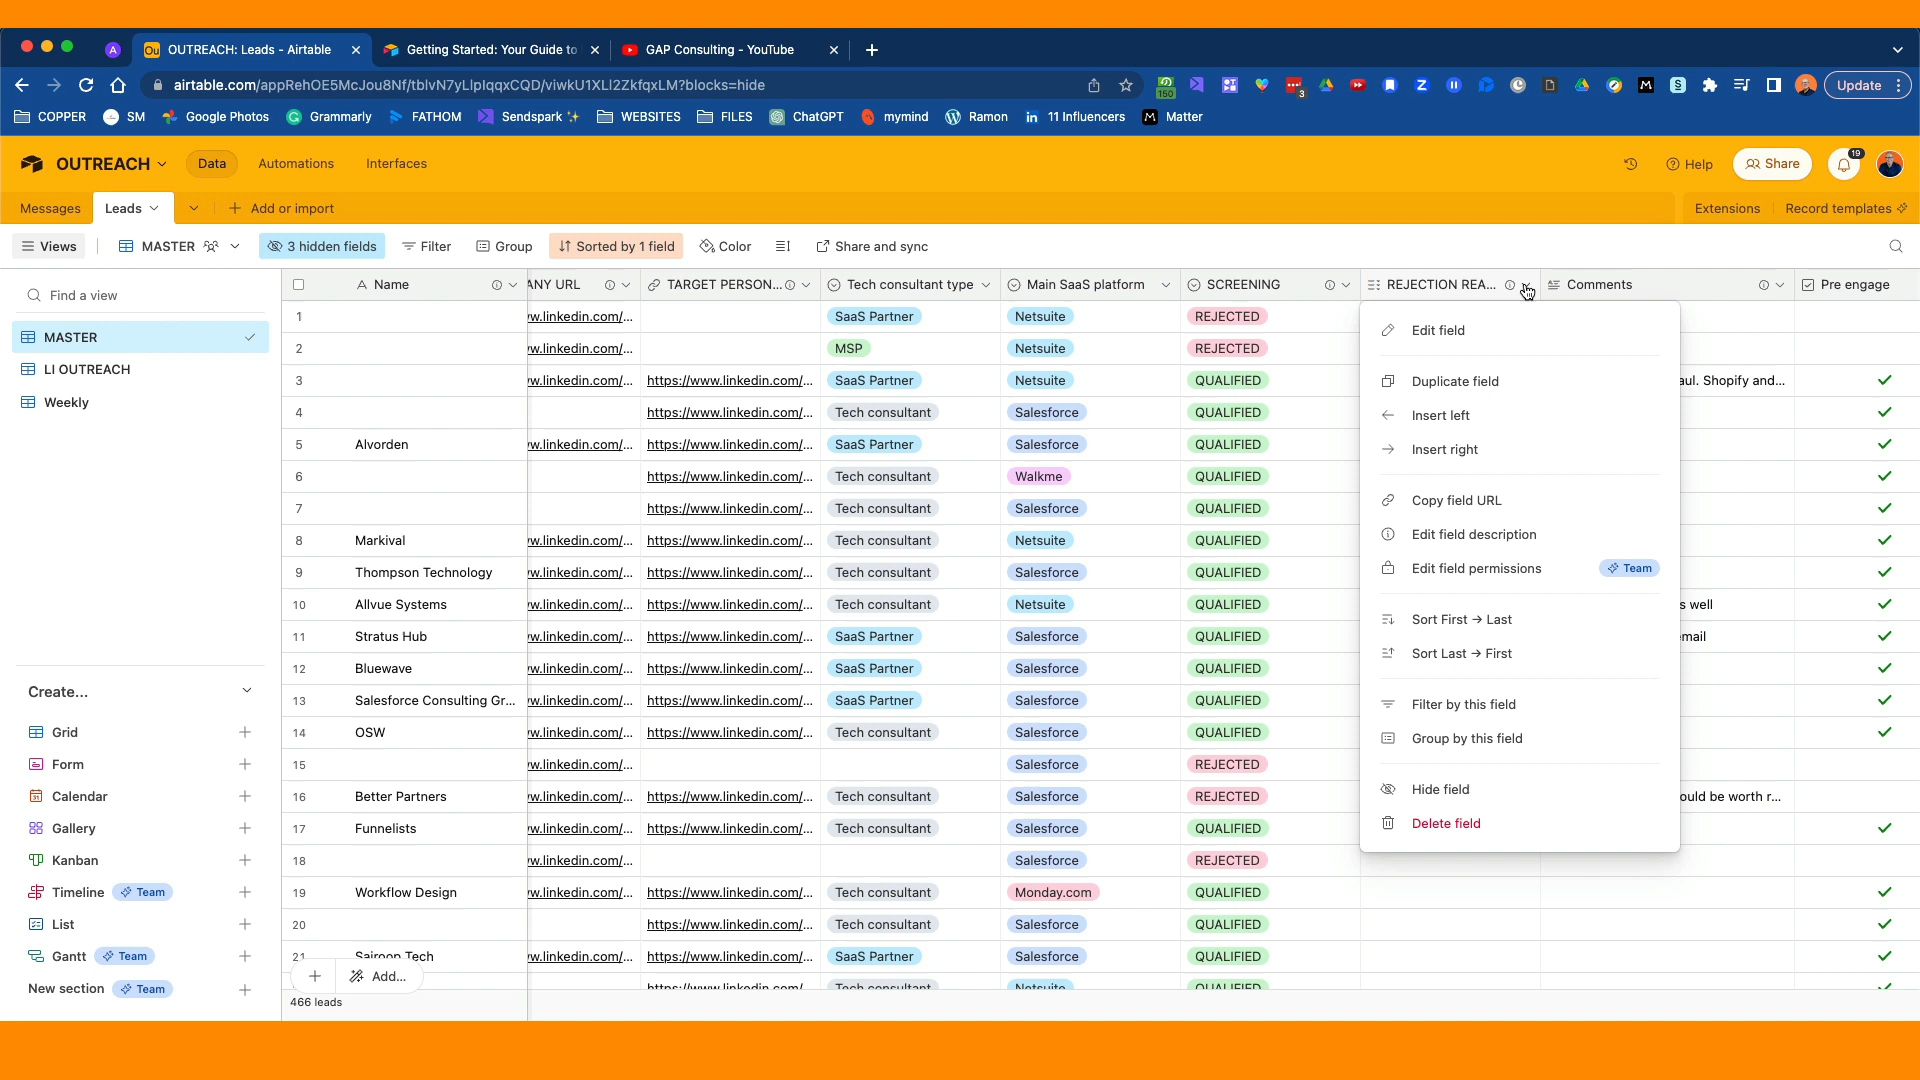 OUTREACH: Leads - Airtable
Getting Started: Your Guide to
GAP Consulting - YouTube
airtable.com/appRehOE5McJou8Nf/tblvN7yLlplqqxCQD/viwkU1XLl2ZkfqxLM?blocks=hide
Update
COPPER
SM
Google Photos
Grammarly
FATHOM
Sendspark
WEBSITES
FILES
ChatGPT
mymind
Ramon
11 Influencers
Matter
OUTREACH
Data
Automations
Interfaces
Help
Share
19
Messages
Leads
Add or import
Extensions
Record templates
Views
MASTER
3 hidden fields
Filter
Group
Sorted by 1 field
Color
Share and sync
Find a view
MASTER
LI OUTREACH
Weekly
Create...
Grid
Form
Calendar
Gallery
Kanban
Timeline Team
List
Gantt Team
New section Team
Name ANY URL TARGET PERSON... Tech consultant type Main SaaS platform SCREENING REJECTION REA... Comments Pre engage
1 w.linkedin.com/... SaaS Partner Netsuite REJECTED
2 w.linkedin.com/... MSP Netsuite REJECTED
3 w.linkedin.com/... https://www.linkedin.com/... SaaS Partner Netsuite QUALIFIED aul. Shopify and...
4 https://www.linkedin.com/... Tech consultant Salesforce QUALIFIED
5 Alvorden w.linkedin.com/... https://www.linkedin.com/... SaaS Partner Salesforce QUALIFIED
6 https://www.linkedin.com/... Tech consultant Walkme QUALIFIED
7 https://www.linkedin.com/... Tech consultant Salesforce QUALIFIED
8 Markival w.linkedin.com/... https://www.linkedin.com/... Tech consultant Netsuite QUALIFIED
9 Thompson Technology w.linkedin.com/... https://www.linkedin.com/... Tech consultant Salesforce QUALIFIED
10 Allvue Systems w.linkedin.com/... https://www.linkedin.com/... Tech consultant Netsuite QUALIFIED s well
11 Stratus Hub w.linkedin.com/... https://www.linkedin.com/... SaaS Partner Salesforce QUALIFIED mail
12 Bluewave w.linkedin.com/... https://www.linkedin.com/... SaaS Partner Salesforce QUALIFIED
13 Salesforce Consulting Gr... w.linkedin.com/... https://www.linkedin.com/... SaaS Partner Salesforce QUALIFIED
14 OSW w.linkedin.com/... https://www.linkedin.com/... Tech consultant Salesforce QUALIFIED
15 w.linkedin.com/... Salesforce REJECTED
16 Better Partners w.linkedin.com/... https://www.linkedin.com/... Tech consultant Salesforce REJECTED ould be worth r...
17 Funnelists w.linkedin.com/... https://www.linkedin.com/... Tech consultant Salesforce QUALIFIED
18 w.linkedin.com/... Salesforce REJECTED
19 Workflow Design w.linkedin.com/... https://www.linkedin.com/... Tech consultant Monday.com QUALIFIED
20 https://www.linkedin.com/... Tech consultant Salesforce QUALIFIED
21 Sairoop Tech w.linkedin.com/... https://www.linkedin.com/... SaaS Partner Salesforce QUALIFIED
https://www.linkedin.com/... Tech consultant Netsuite QUALIFIED
Add...
466 leads
Edit field
Duplicate field
Insert left
Insert right
Copy field URL
Edit field description
Edit field permissions Team
Sort First → Last
Sort Last → First
Filter by this field
Group by this field
Hide field
Delete field